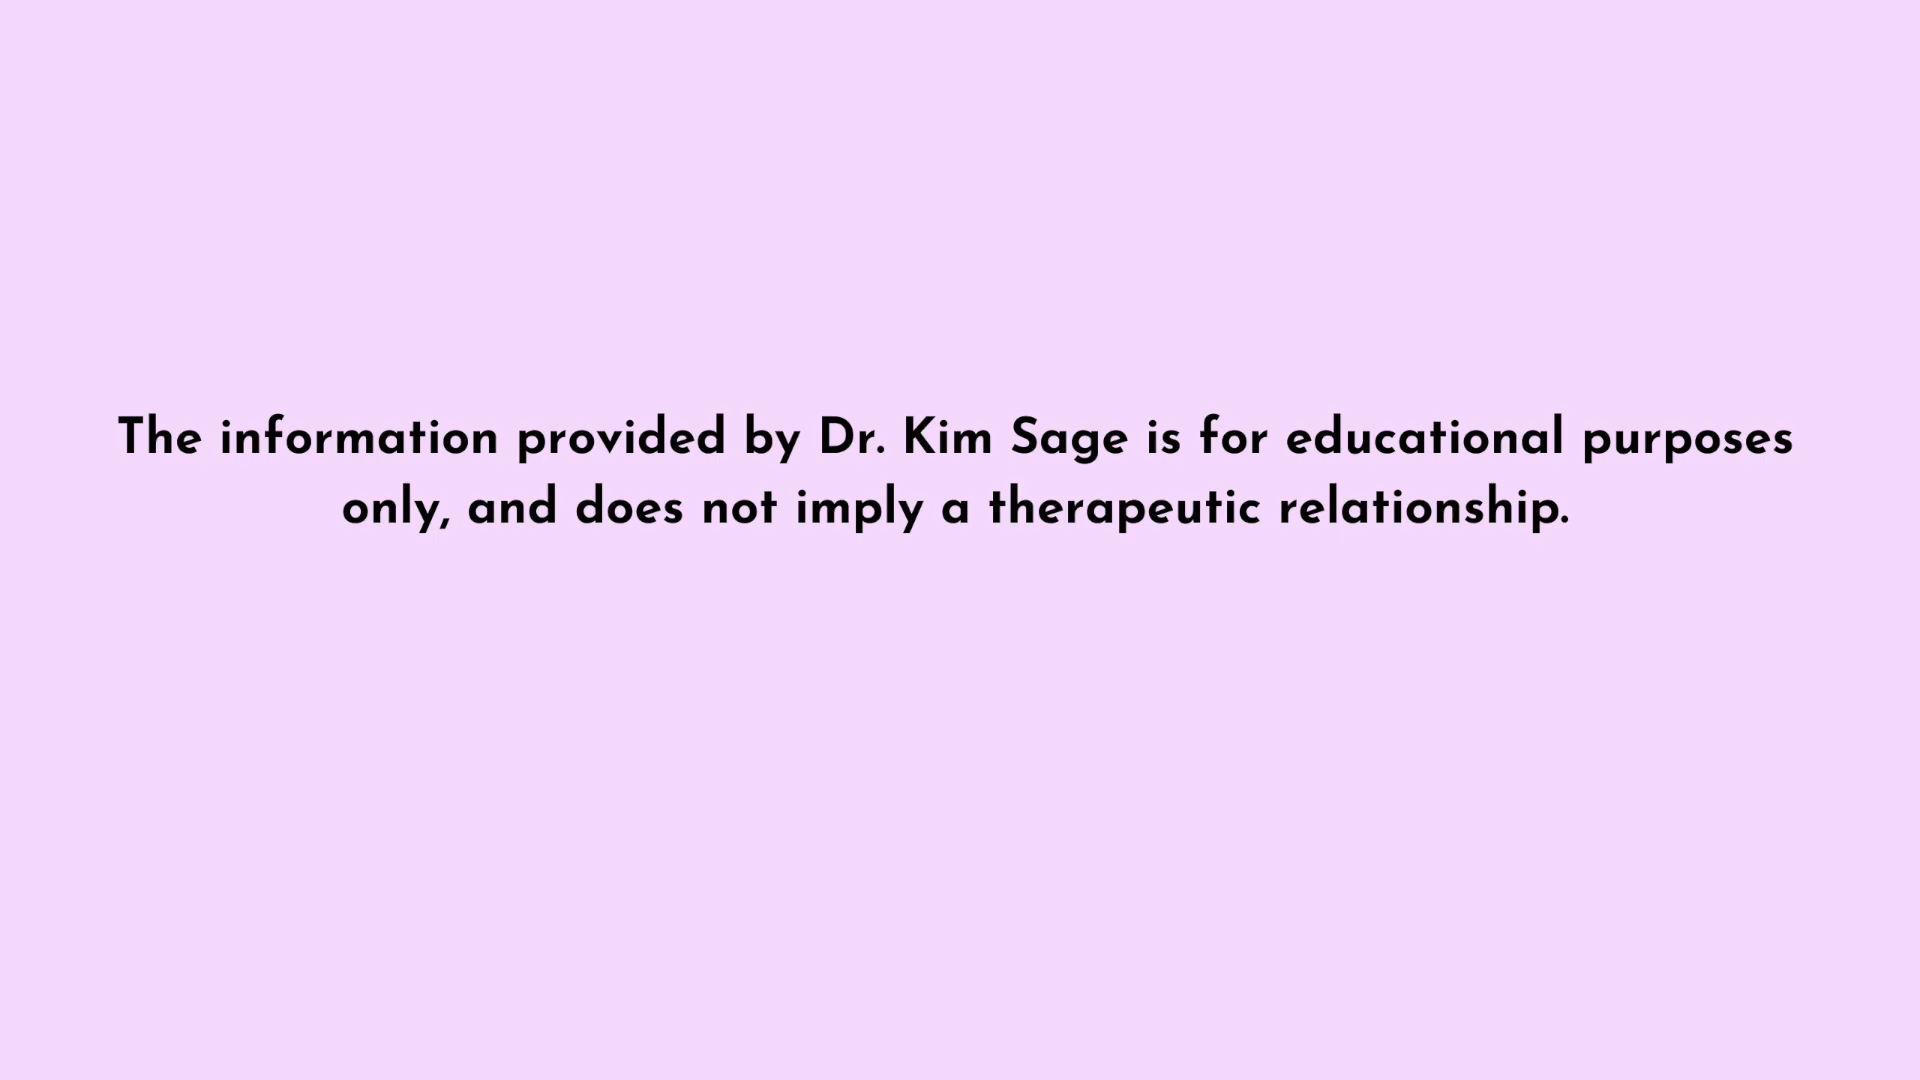 The information provided by Dr. Kim Sage is for educational purposes
only, and does not imply a therapeutic relationship.